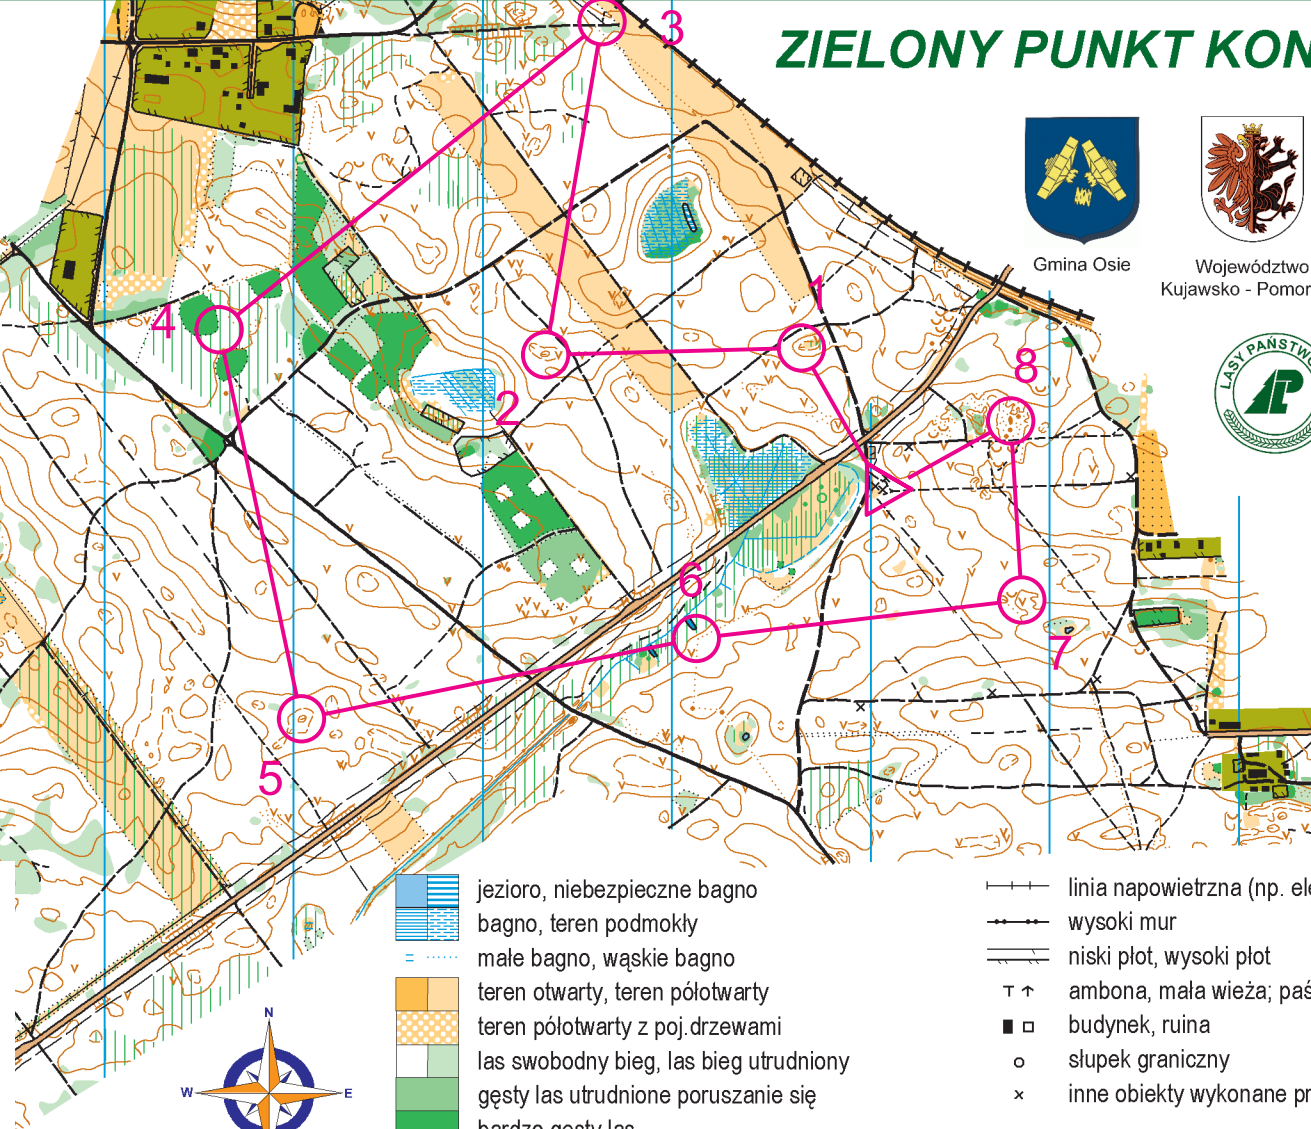 ZIELONY PUNKT KON
Gmina Osie
Województwo
Kujawsko - Pomor
LASY PAŃSTWO
3
1
4
8
2
6
7
5
jezioro, niebezpieczne bagno
bagno, teren podmokły
małe bagno, wąskie bagno
teren otwarty, teren półotwarty
teren półotwarty z poj.drzewami
las swobodny bieg, las bieg utrudniony
gęsty las utrudnione poruszanie się
bardzo gęsty las
linia napowietrzna (np. ele
wysoki mur
niski płot, wysoki płot
ambona, mała wieża; paś
budynek, ruina
słupek graniczny
inne obiekty wykonane pr
N
W
E